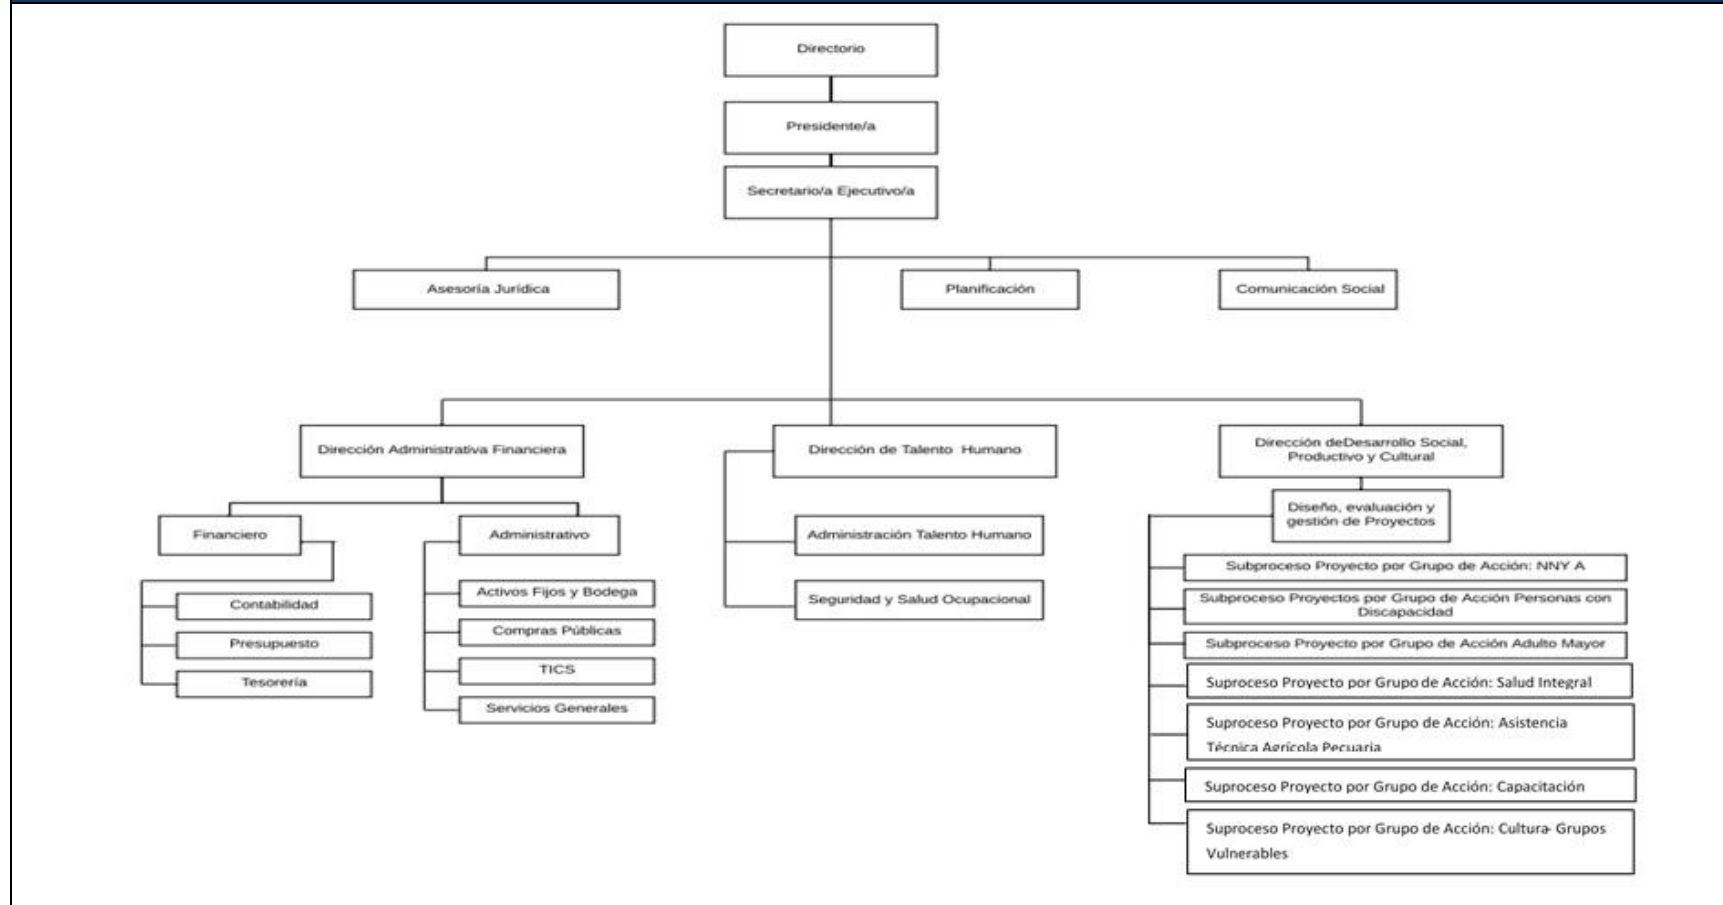 Directorio
Presidente/a
Secretario/a Ejecutivo/a
Asesoría Jurídica
Planificación
Comunicación Social
Dirección Administrativa Financiera
Dirección de Talento Humano
Dirección deDesarrollo Social,
Productivo y Cultural
Financiero
Administrativo
Contabilidad
Presupuesto
Tesorería
Activos Fijos y Bodega
Compras Públicas
TICS
Servicios Generales
Administración Talento Humano
Seguridad y Salud Ocupacional
Diseño, evaluación y
gestión de Proyectos
Subproceso Proyecto por Grupo de Acción: NNY A
Subproceso Proyectos por Grupo de Acción Personas con
Discapacidad
Subproceso Proyecto por Grupo de Acción Adulto Mayor
Suproceso Proyecto por Grupo de Acción: Salud Integral
Suproceso Proyecto por Grupo de Acción: Asistencia
Técnica Agrícola Pecuaria
Suproceso Proyecto por Grupo de Acción: Capacitación
Suproceso Proyecto por Grupo de Acción: Cultura- Grupos
Vulnerables